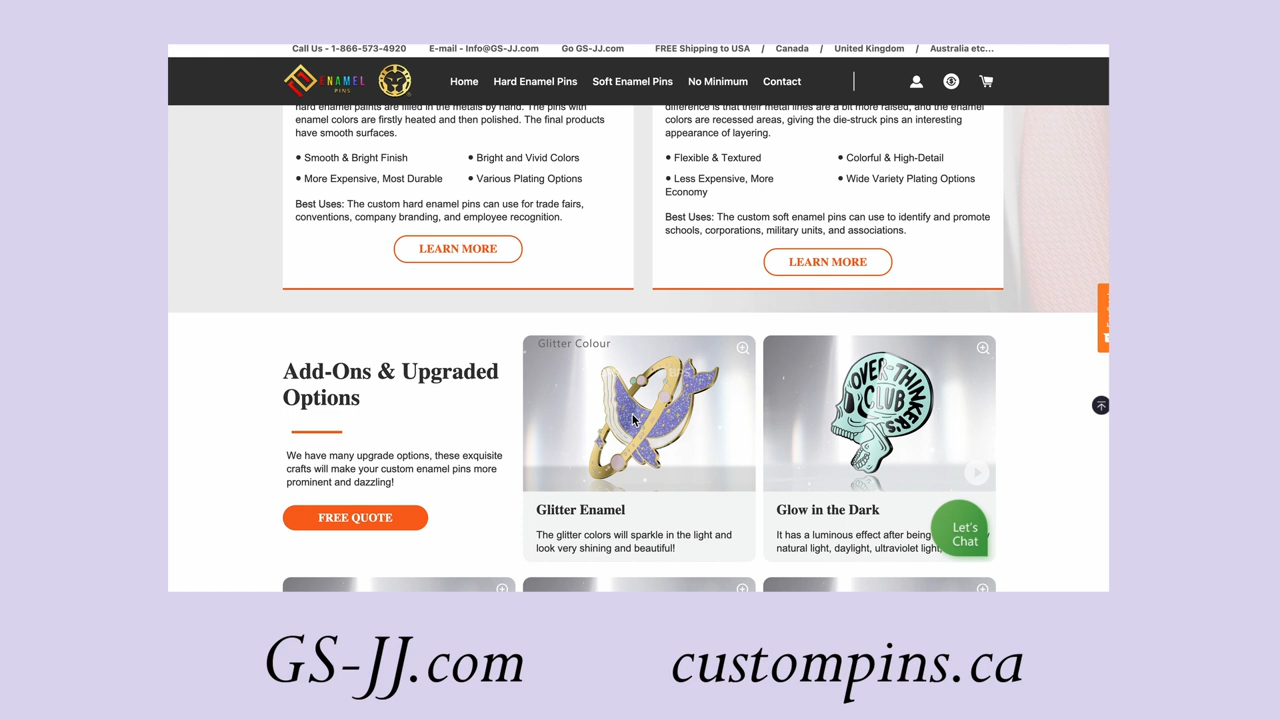 Call Us - 1-866-573-4920 E-mail - Info@GS-JJ.com Go GS-JJ.com FREE Shipping to USA / Canada / United Kingdom / Australia etc...
ENAMEL
PINS
Home Hard Enamel Pins Soft Enamel Pins No Minimum Contact
hard enamel paints are filled in the metals by hand. The pins with
enamel colors are firstly heated and then polished. The final products
have smooth surfaces.
• Smooth & Bright Finish • Bright and Vivid Colors
• More Expensive, Most Durable • Various Plating Options
Best Uses: The custom hard enamel pins can use for trade fairs,
conventions, company branding, and employee recognition.
LEARN MORE
difference is that their metal lines are a bit more raised, and the enamel
colors are recessed areas, giving the die-struck pins an interesting
appearance of layering.
• Flexible & Textured • Colorful & High-Detail
• Less Expensive, More
Economy
• Wide Variety Plating Options
Best Uses: The custom soft enamel pins can use to identify and promote
schools, corporations, military units, and associations.
LEARN MORE
Add-Ons & Upgraded
Options
We have many upgrade options, these exquisite
crafts will make your custom enamel pins more
prominent and dazzling!
FREE QUOTE
Glitter Colour
Glitter Enamel
The glitter colors will sparkle in the light and
look very shining and beautiful!
OVER-THINKER'S
CLUB
Glow in the Dark
It has a luminous effect after being
natural light, daylight, ultraviolet light,
Let's
Chat
GS-JJ.com custompins.ca